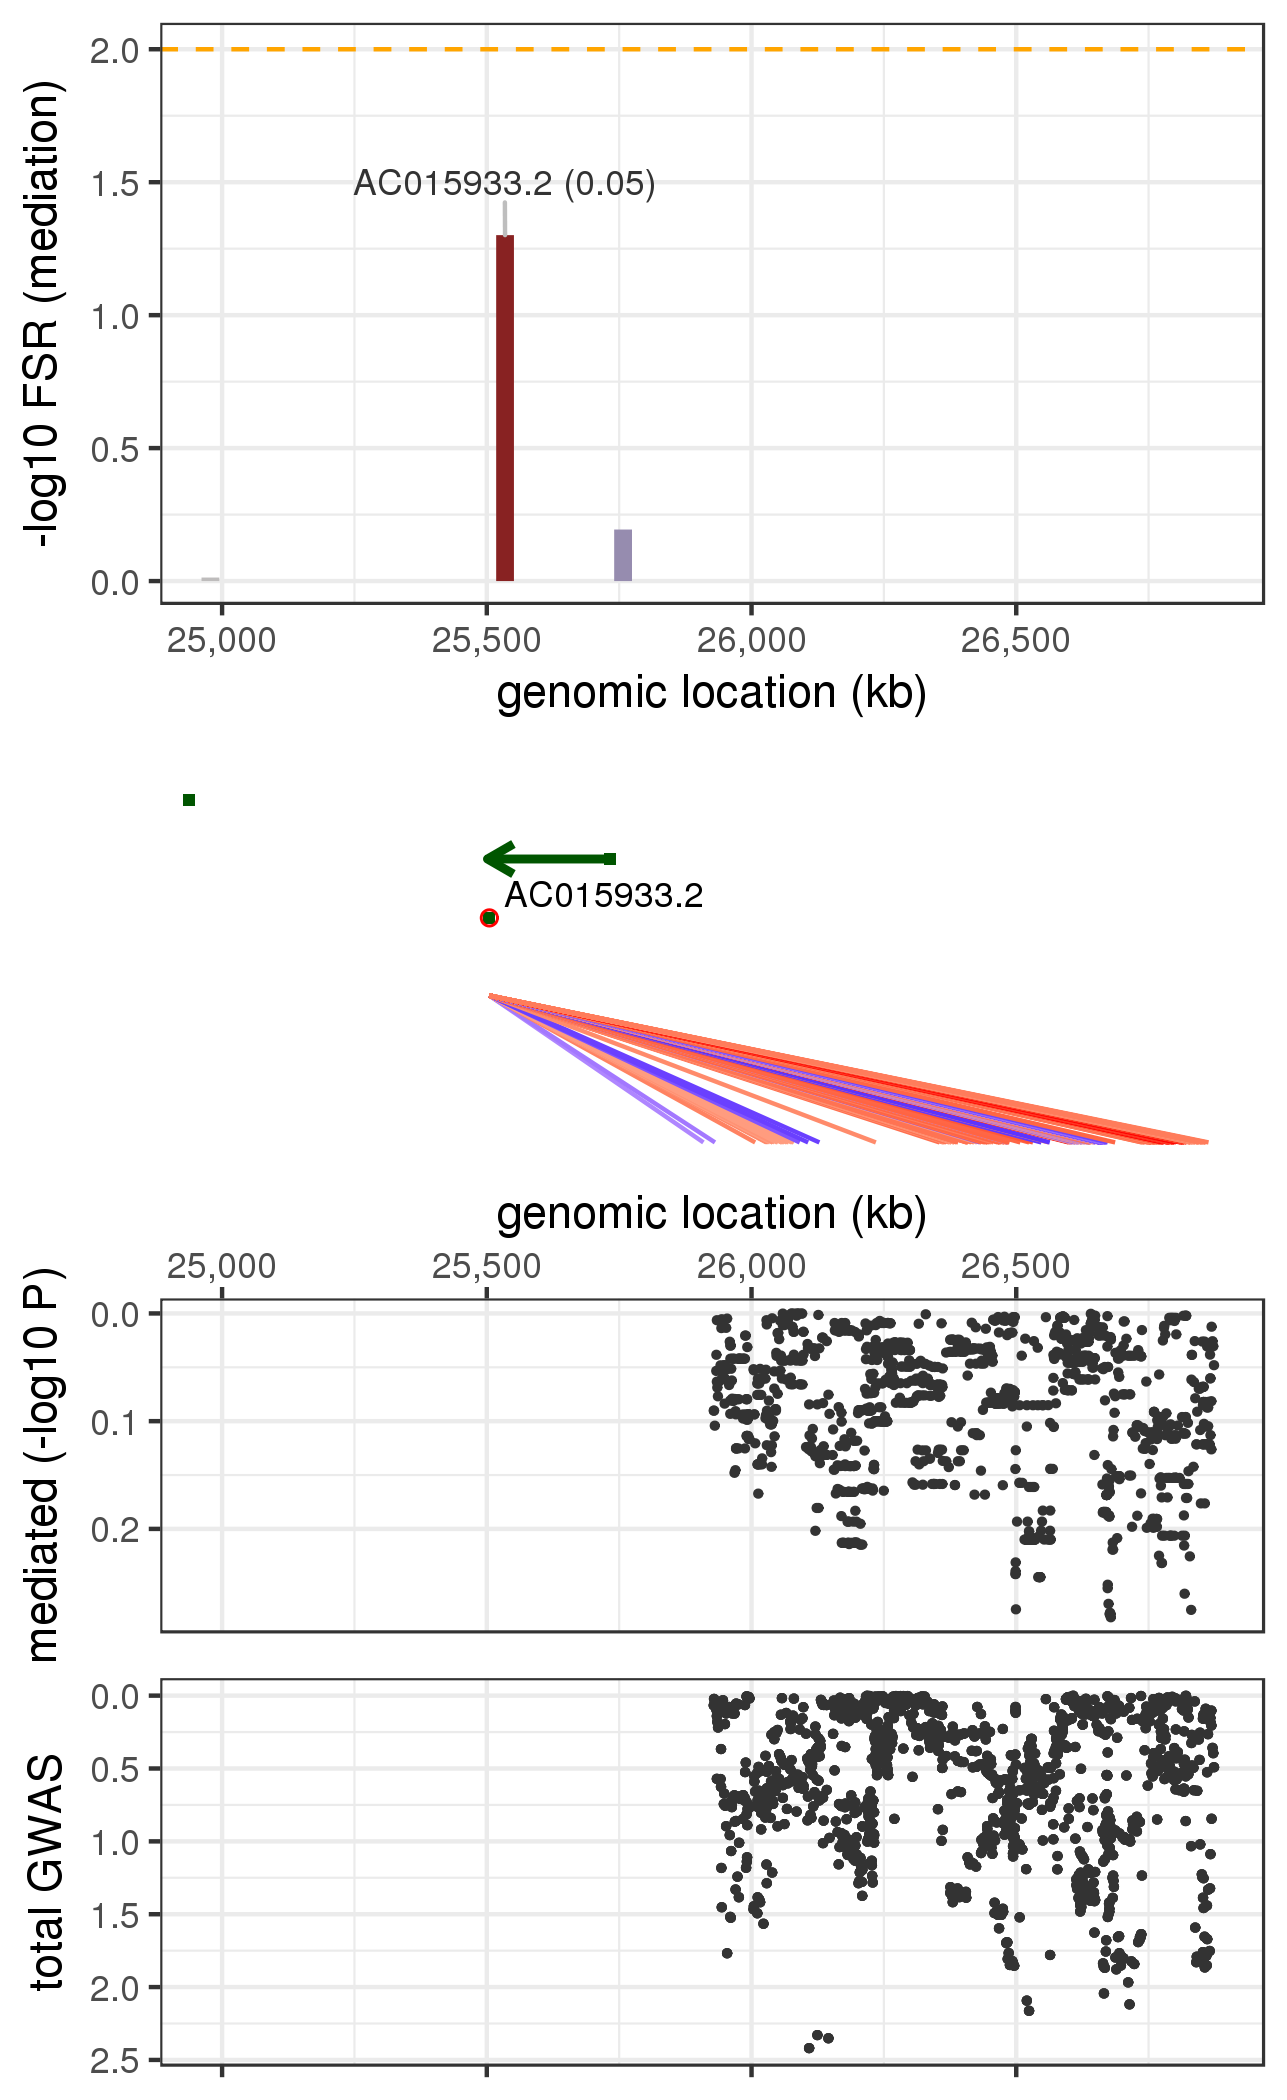 -log10 FSR (mediation)
2.0
1.5
1.0
0.5
0.0
AC015933.2 (0.05)
25,000 25,500 26,000 26,500
genomic location (kb)
AC015933.2
genomic location (kb)
25,000 25,500 26,000 26,500
mediated (-log10 P)
0.0
0.1
0.2
total GWAS
0.0
0.5
1.0
1.5
2.0
2.5